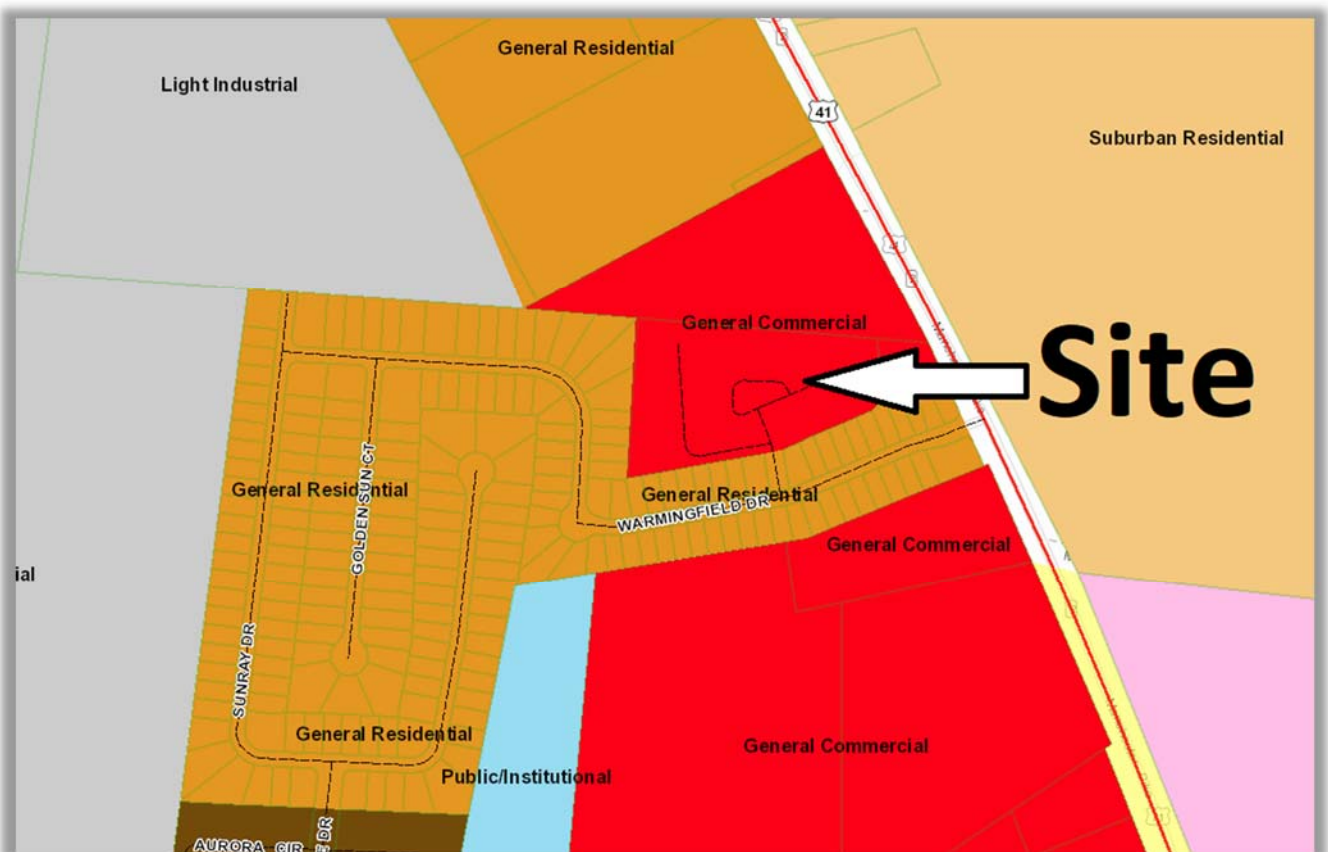 General Residential
Light Industrial
41
Suburban Residential
General Commercial
Site
General Residential
General Residential
WARMINGFIELD DR
GOLDEN SUN CT
General Commercial
ial
SUNRAY DR
General Residential
General Commercial
Public/Institutional
AURORA CIR
E DR